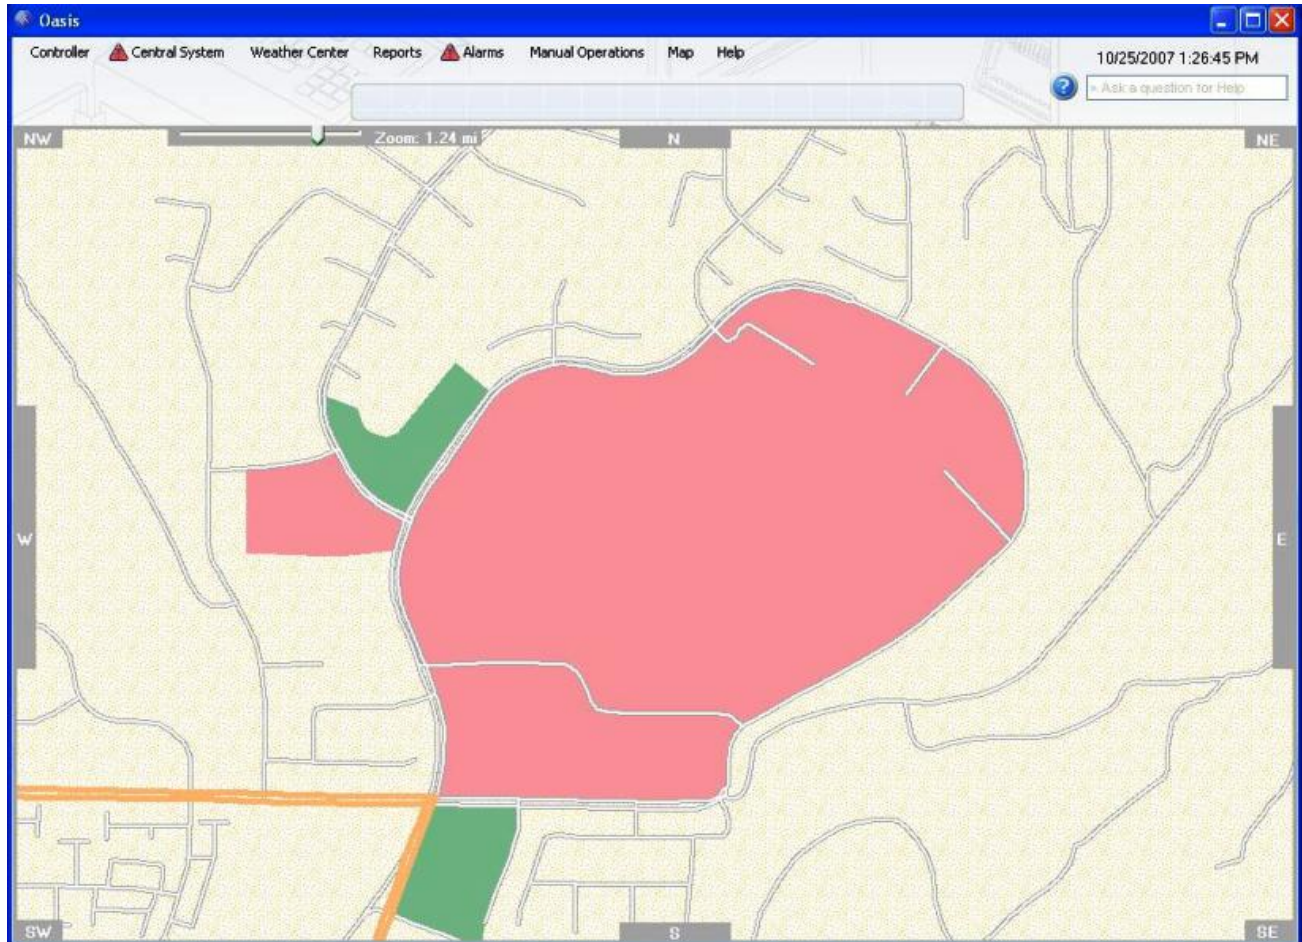 Oasis
Controller Central System Weather Center Reports Alarms Manual Operations Map Help
10/25/2007 1:26:45 PM
? » Ask a question for Help
NW Zoom: 1.24 mi N NE
W E
SW S SE